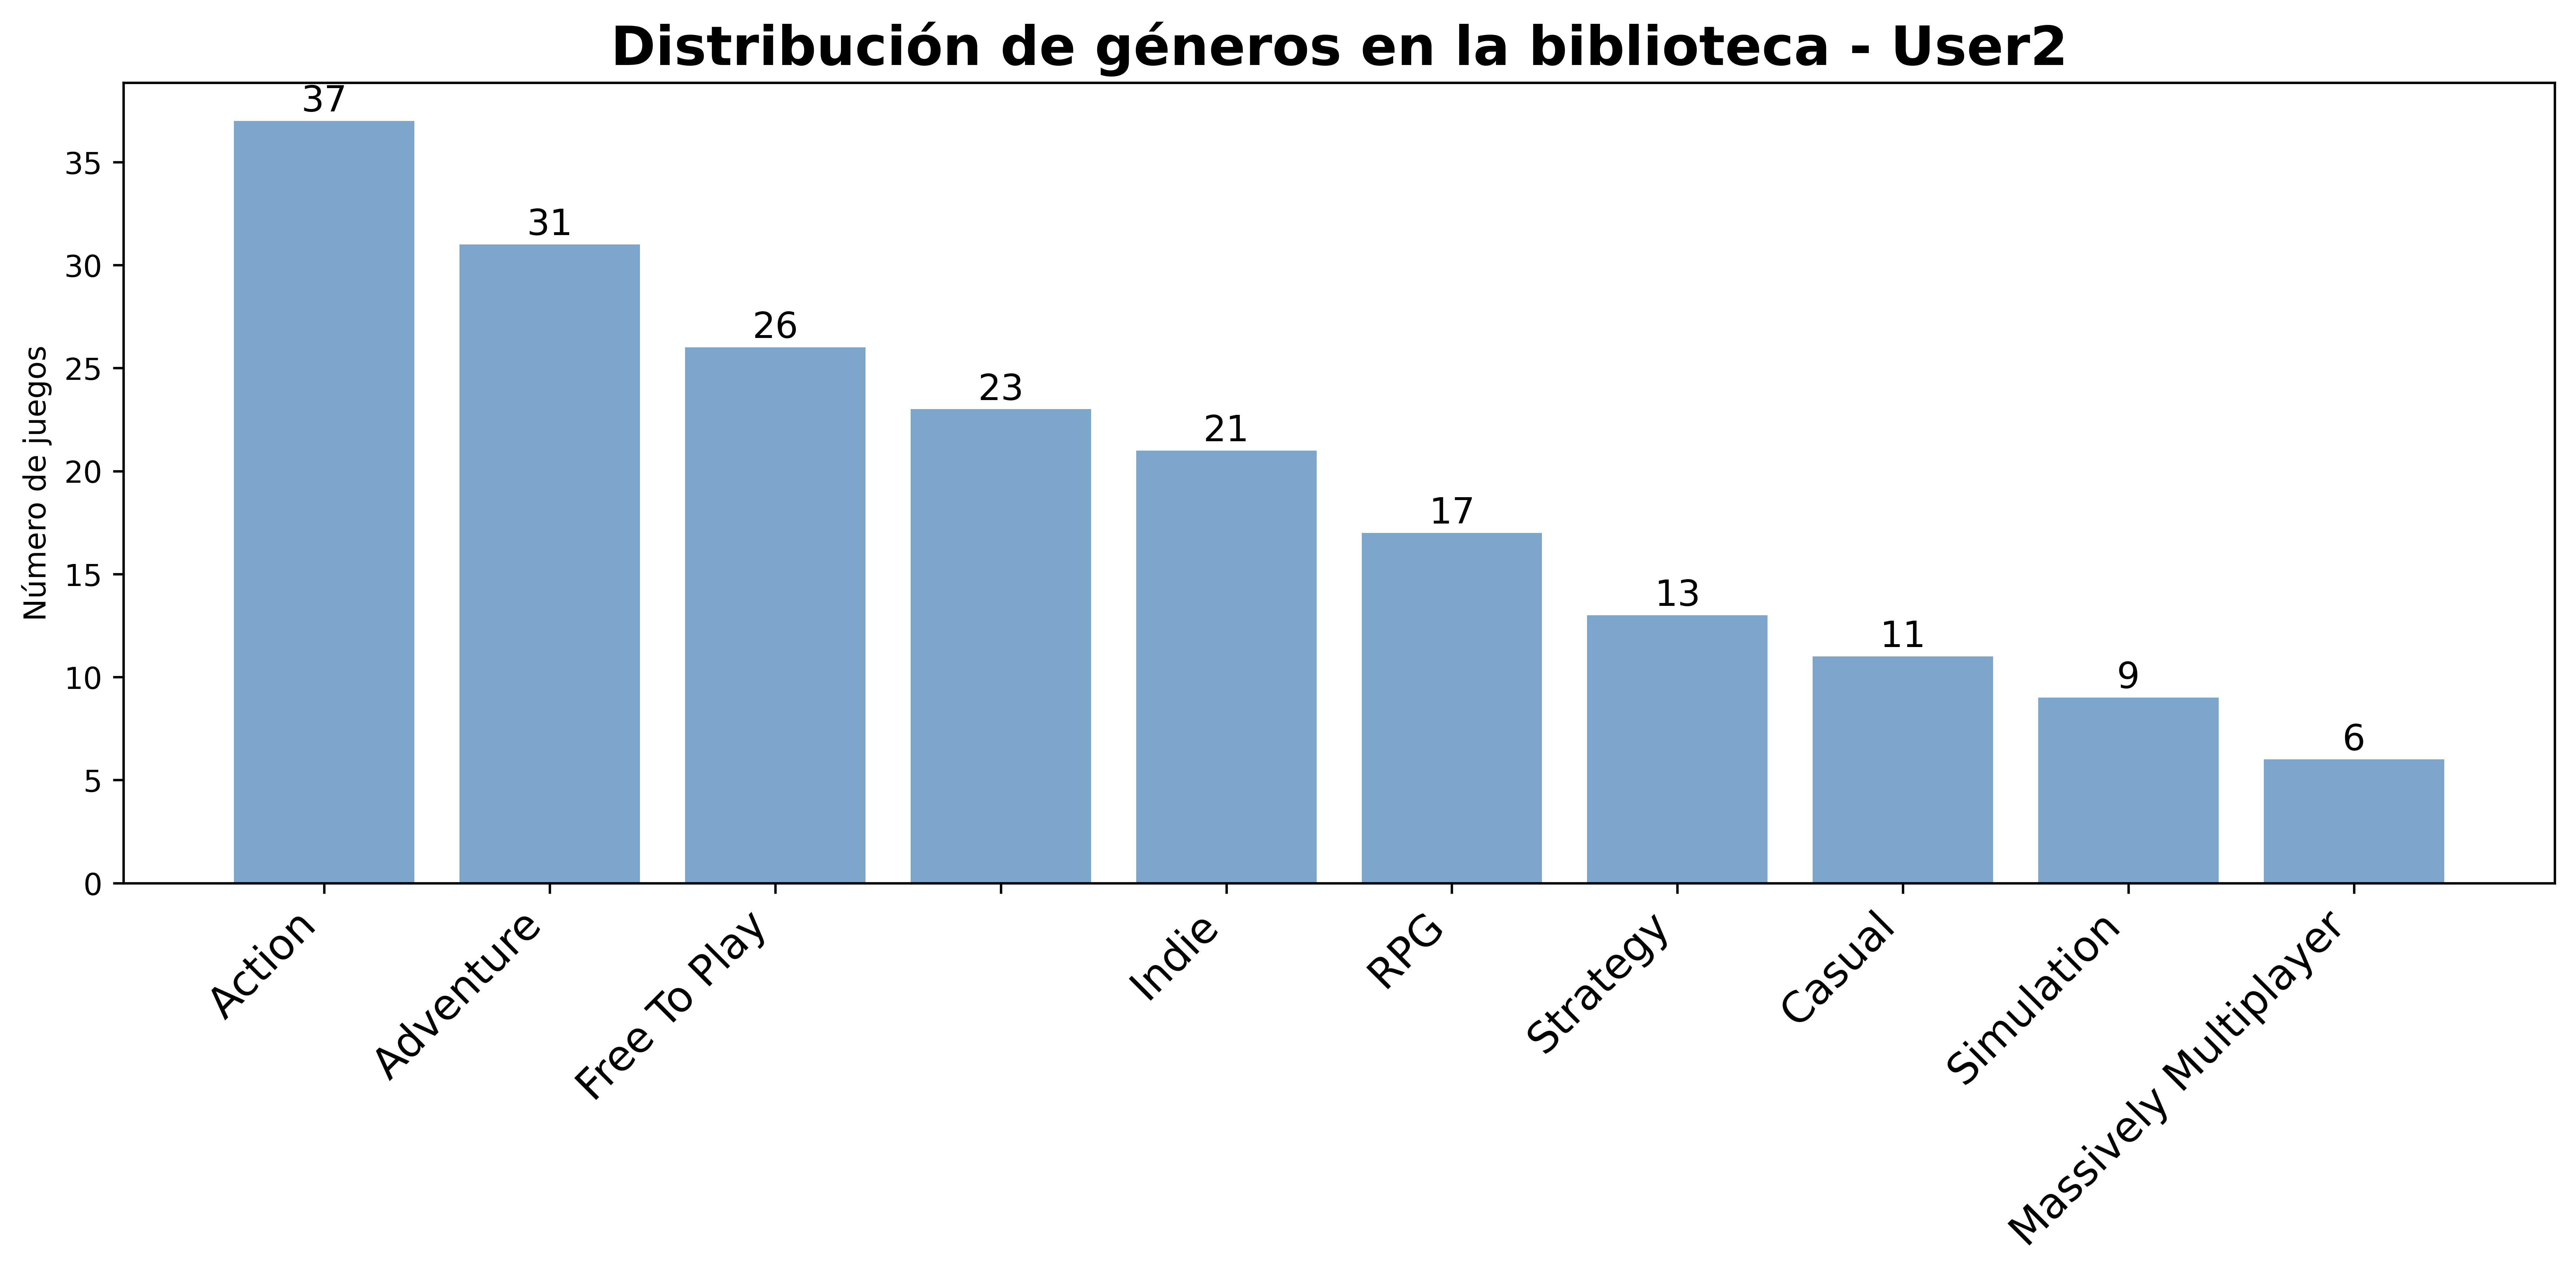 Distribución de géneros en la biblioteca - User2
Número de juegos
35
30
25
20
15
10
5
0
37
31
26
23
21
17
13
11
9
6
Action
Adventure
Free To Play
Indie
RPG
Strategy
Casual
Simulation
Massively Multiplayer